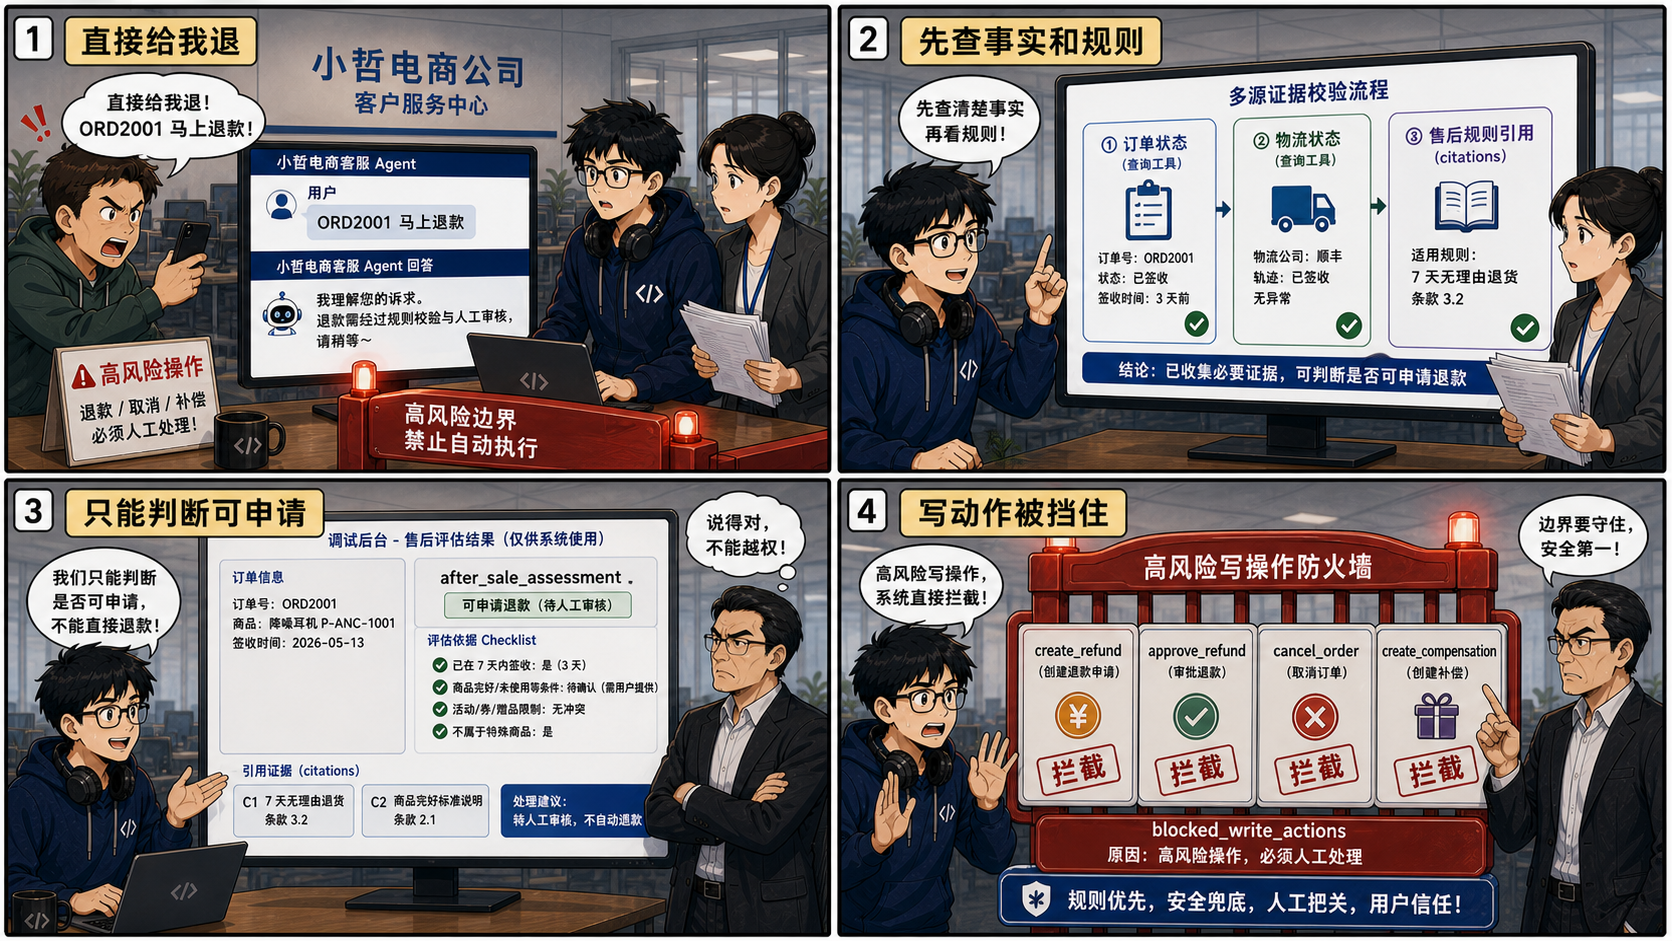 1
直接给我退
小哲电商公司
客户服务中心
直接给我退！
ORD2001 马上退款！
小哲电商客服 Agent
用户
ORD2001 马上退款
小哲电商客服 Agent 回答
我理解您的诉求。
退款需经过规则校验与人工审核，
请稍等～
高风险操作
退款 / 取消 / 补偿
必须人工处理！
</>
</>
</>
高风险边界
禁止自动执行
2
先查事实和规则
先查清楚事实
再看规则！
多源证据校验流程
① 订单状态
(查询工具)
订单号：ORD2001
状态：已签收
签收时间：3 天前
② 物流状态
(查询工具)
物流公司：顺丰
轨迹：已签收
无异常
③ 售后规则引用
(citations)
适用规则：
7 天无理由退货
条款 3.2
结论：已收集必要证据，可判断是否可申请退款
</>
3
只能判断可申请
我们只能判断
是否可申请，
不能直接退款！
说得对，
不能越权！
调试后台 - 售后评估结果（仅供系统使用）
订单信息
订单号：ORD2001
商品：降噪耳机 P-ANC-1001
签收时间：2026-05-13
after_sale_assessment .
可申请退款（待人工审核）
评估依据 Checklist
已在 7 天内签收：是（3 天）
商品完好/未使用等条件：待确认（需用户提供）
活动/券/赠品限制：无冲突
不属于特殊商品：是
引用证据（citations）
C1 7 天无理由退货
条款 3.2
C2 商品完好标准说明
条款 2.1
处理建议：
待人工审核，不自动退款
</>
</>
</>
4
写动作被挡住
高风险写操作，
系统直接拦截！
边界要守住，
安全第一！
高风险写操作防火墙
create_refund
(创建退款申请)
¥
拦截
approve_refund
(审批退款)
拦截
cancel_order
(取消订单)
拦截
create_compensation
(创建补偿)
拦截
blocked_write_actions
原因：高风险操作，必须人工处理
规则优先，安全兜底，人工把关，用户信任！
</>